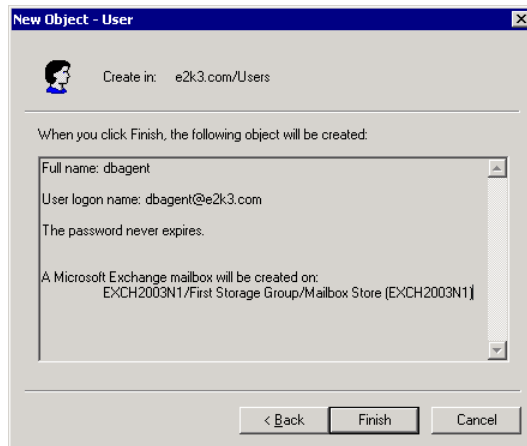 New Object - User
Create in: e2k3.com/Users
When you click Finish, the following object will be created:
Full name: dbagent
User logon name: dbagent@e2k3.com
The password never expires.
A Microsoft Exchange mailbox will be created on:
EXCH2003N1/First Storage Group/Mailbox Store (EXCH2003N1)
< Back Finish Cancel